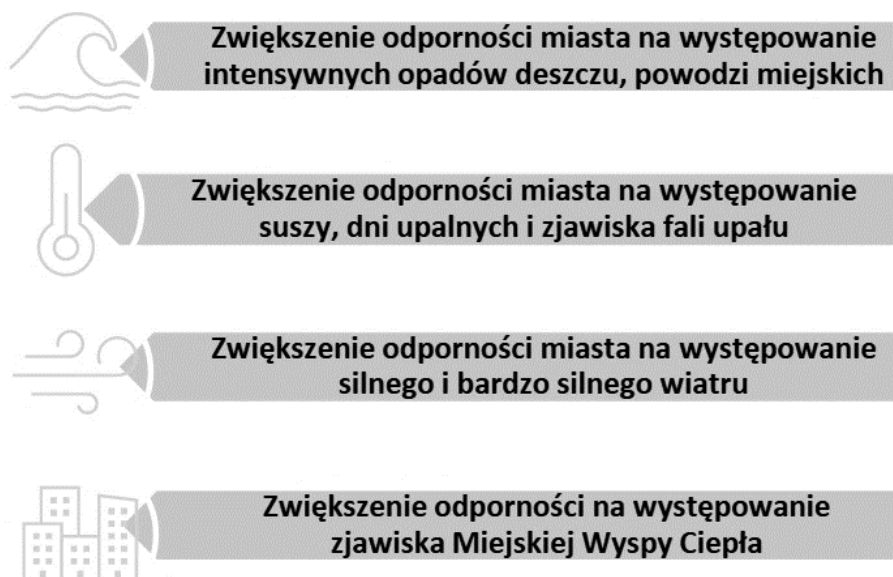 Zwiększenie odporności miasta na występowanie
intensywnych opadów deszczu, powodzi miejskich
Zwiększenie odporności miasta na występowanie
suszy, dni upalnych i zjawiska fali upału
Zwiększenie odporności miasta na występowanie
silnego i bardzo silnego wiatru
Zwiększenie odporności na występowanie
zjawiska Miejskiej Wyspy Ciepła